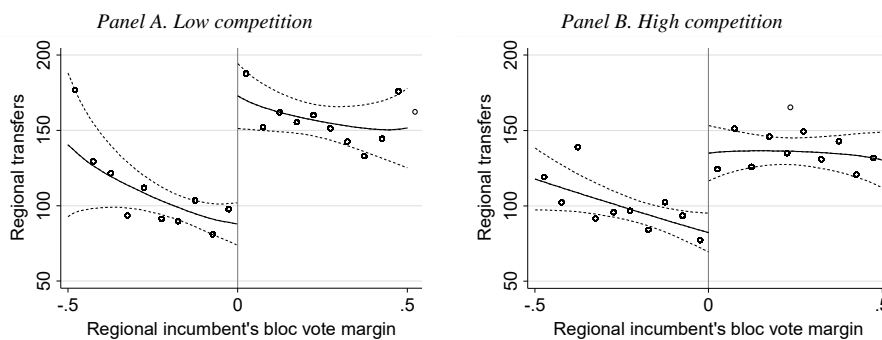 Panel A. Low competition
Regional transfers
200
150
100
50
-.5
0
.5
Regional incumbent's bloc vote margin
Panel B. High competition
Regional transfers
200
150
100
50
-.5
0
.5
Regional incumbent's bloc vote margin